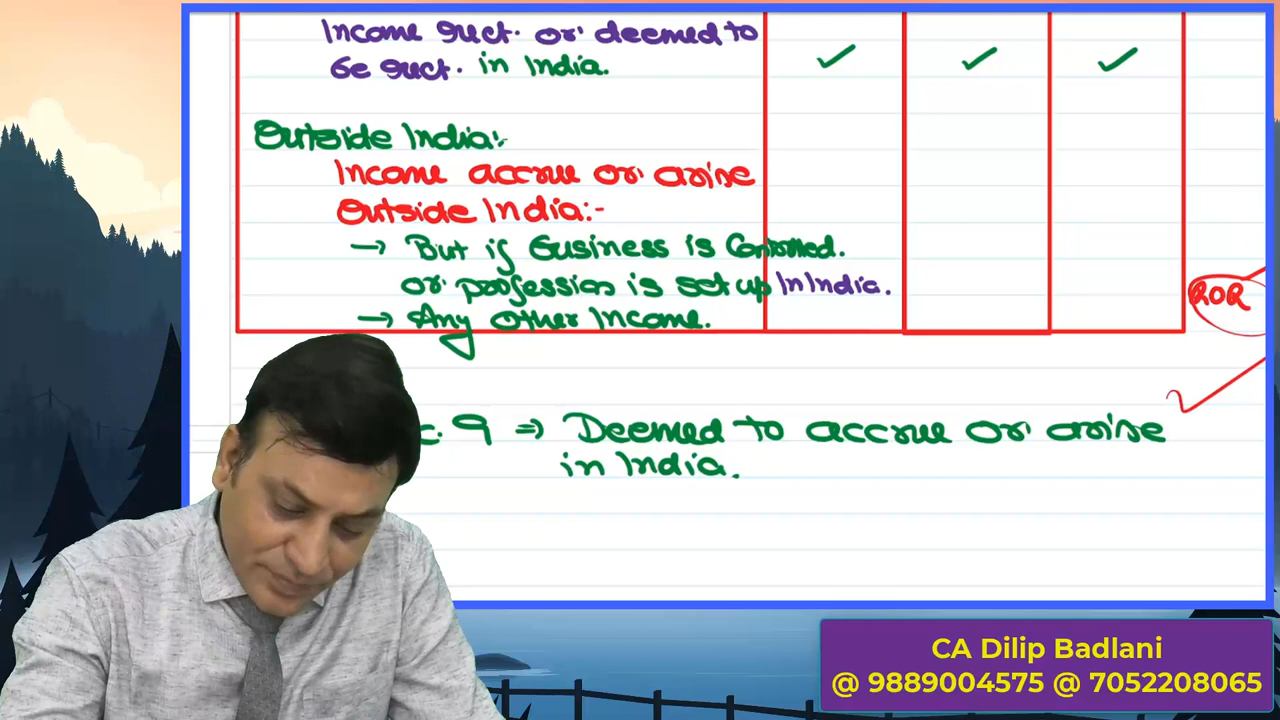 Income rect. or deemed to
be rect. in India.
✓ ✓ ✓
Outside India:-
Income accrue or arise
Outside India:-
→ But if business is Controlled.
or profession is set up In India.
→ Any Other Income.
ROR
c. 9 ⇒ Deemed to accrue or arise
in India.
CA Dilip Badlani
@ 9889004575 @ 7052208065